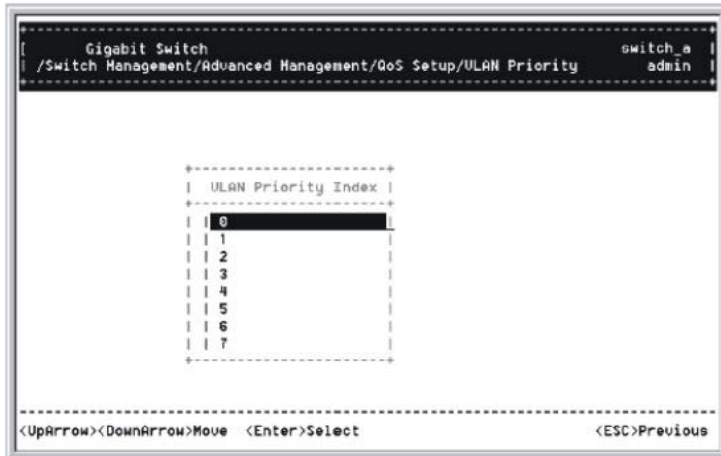 Gigabit Switch switch_a
/Switch Management/Advanced Management/QoS Setup/VLAN Priority admin
VLAN Priority Index
0
1
2
3
4
5
6
7
<UpArrow><DownArrow>Move <Enter>Select <ESC>Previous